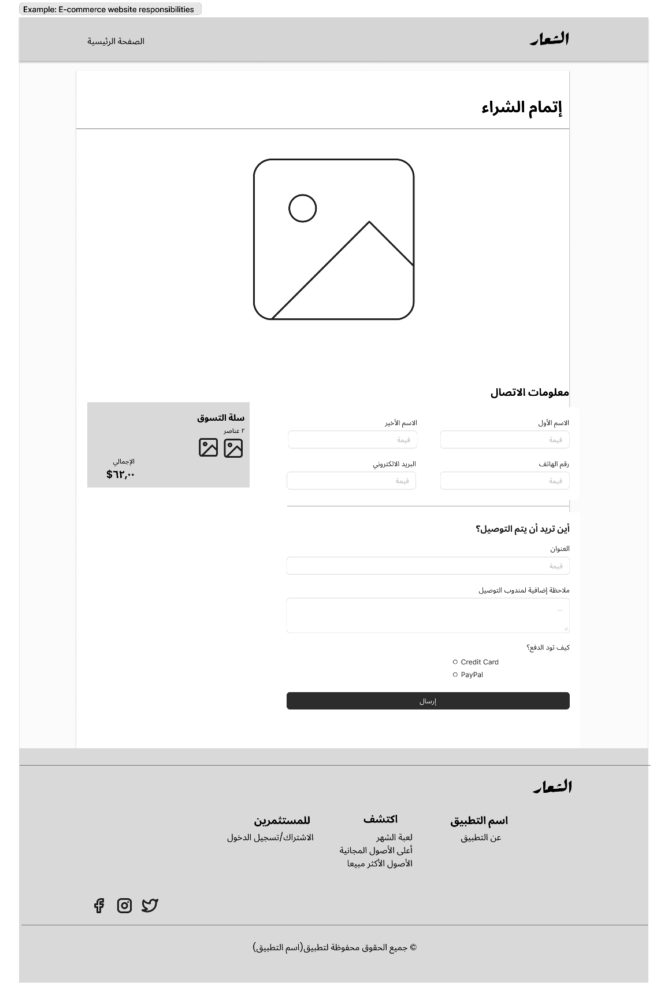 Example: E-commerce website responsibilities
الشعار
الصفحة الرئيسية
إتمام الشراء
معلومات الاتصال
الاسم الأول
الاسم الأخير
قيمة
قيمة
رقم الهاتف
البريد الالكتروني
قيمة
قيمة
سلة التسوق
٢ عناصر
الإجمالي
$٦٢,٠٠
أين تريد أن يتم التوصيل؟
العنوان
قيمة
ملاحظة إضافية لمندوب التوصيل
...
كيف تود الدفع؟
Credit Card
PayPal
إرسال
الشعار
اسم التطبيق
عن التطبيق
اكتشف
لعبة الشهر
أعلى الأصول المجانية
الأصول الأكثر مبيعا
للمستثمرين
الاشتراك/تسجيل الدخول
© جميع الحقوق محفوظة لتطبيق(اسم التطبيق)